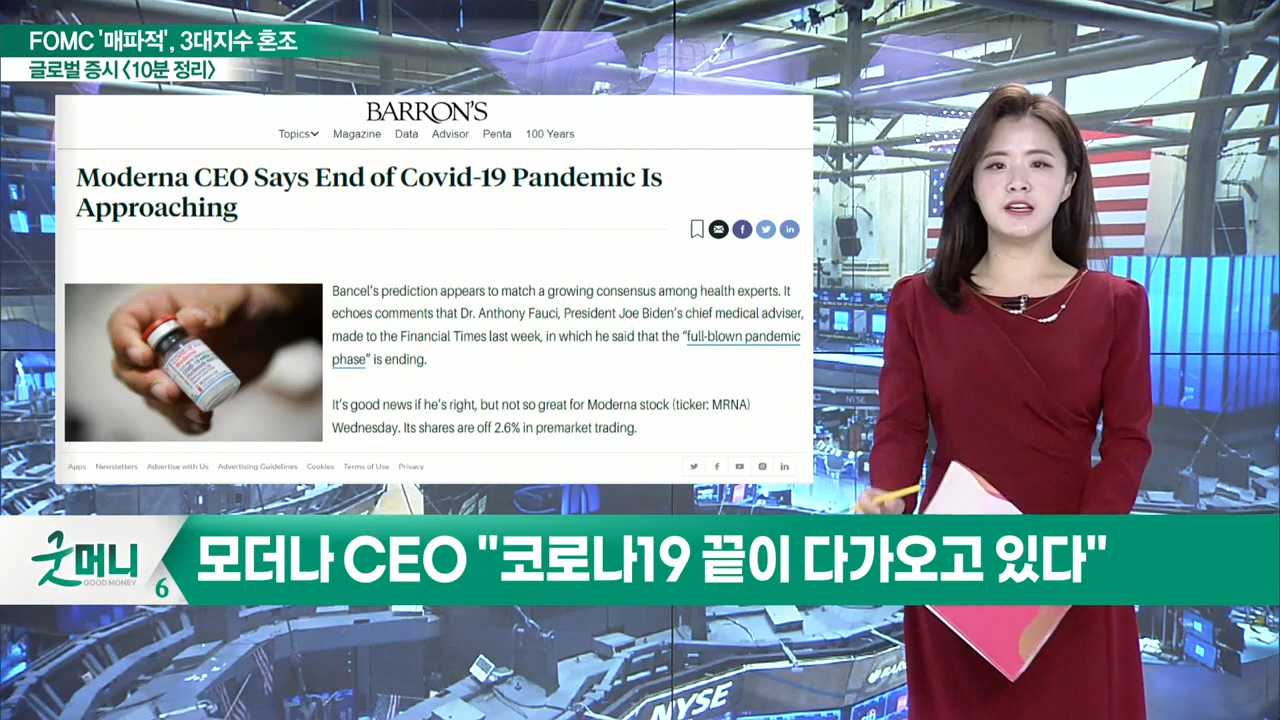 FOMC '매파적', 3대지수 혼조
글로벌 증시 <10분 정리>
BARRON'S
Topics Magazine Data Advisor Penta 100 Years
Moderna CEO Says End of Covid-19 Pandemic Is
Approaching
Bancel's prediction appears to match a growing consensus among health experts. It
echoes comments that Dr. Anthony Fauci, President Joe Biden's chief medical adviser,
made to the Financial Times last week, in which he said that the “full-blown pandemic
phase” is ending.
It's good news if he's right, but not so great for Moderna stock (ticker: MRNA)
Wednesday. Its shares are off 2.6% in premarket trading.
Apps Newsletters Advertise with Us Advertising Guidelines Cookies Terms of Use Privacy
굿머니
GOOD MONEY
6
모더나 CEO "코로나19 끝이 다가오고 있다"
NYSE